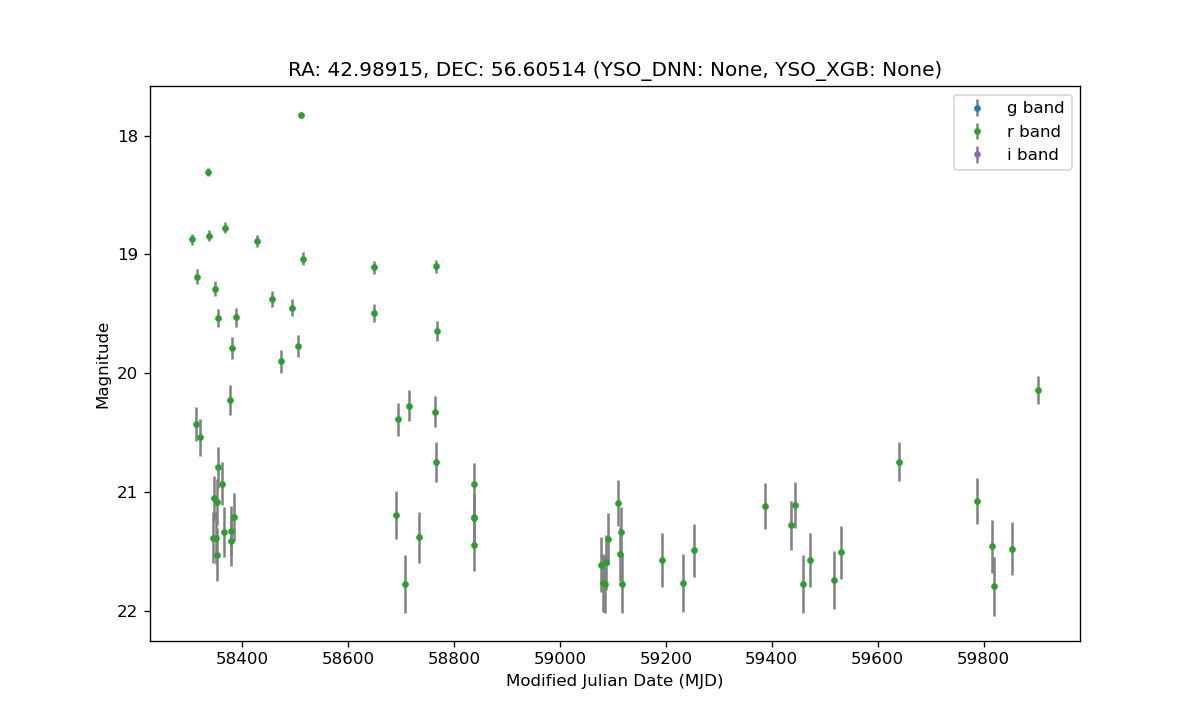 RA: 42.98915, DEC: 56.60514 (YSO_DNN: None, YSO_XGB: None)
g band
r band
i band
18
19
20
21
22
Magnitude
58400 58600 58800 59000 59200 59400 59600 59800
Modified Julian Date (MJD)